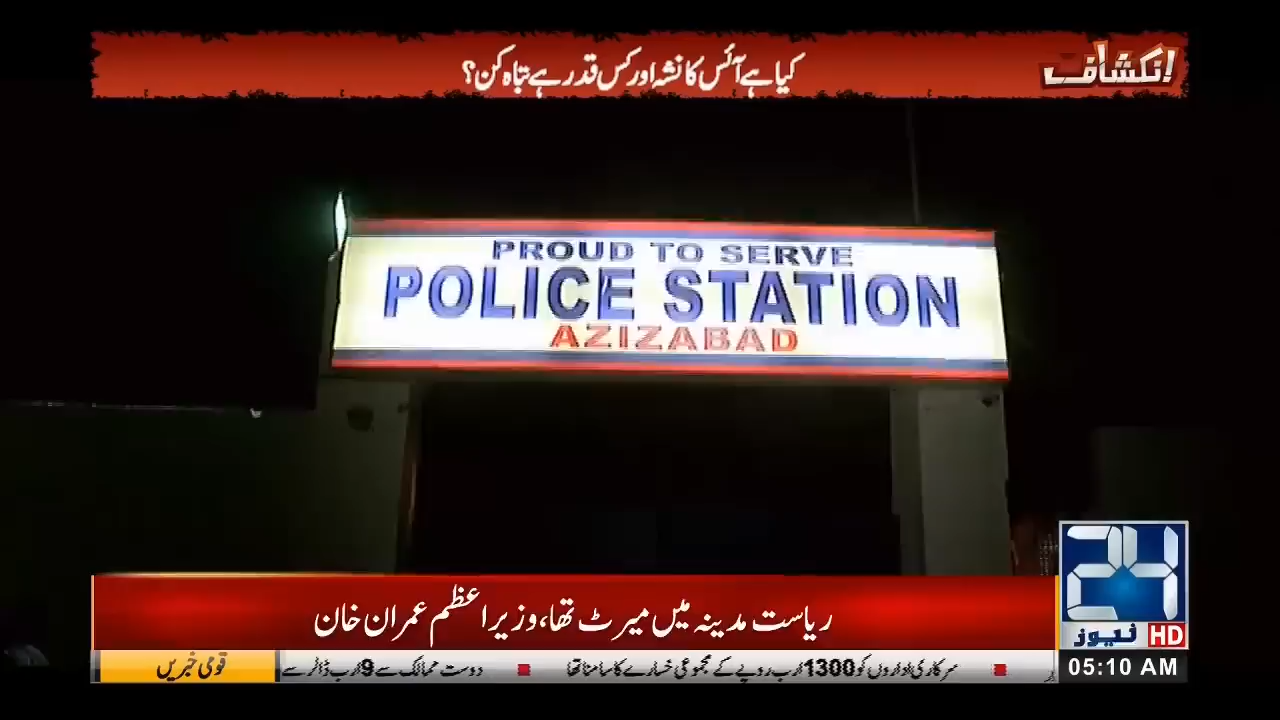 کیا ہے آئس کا نشہ اور کس قدر ہے تباہ کن؟
انکشاف
PROUD TO SERVE
POLICE STATION
AZIZABAD
24
نیوز HD
ریاست مدینہ میں میرٹ تھا، وزیراعظم عمران خان
قومی خبریں
سرکاری اداروں کو 1300 ارب روپے کے مجموعی خسارے کا سامنا تھا ■ دوست ممالک سے 9 ارب ڈالر سے
05:10 AM